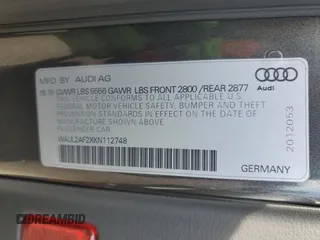 MFD. BY AUDI AG
GVWR LBS 5556 GAWR LBS FRONT 2800 / REAR 2877
THIS VEHICLE CONFORMS TO ALL APPLICABLE
FEDERAL MOTOR VEHICLE SAFETY, BUMPER AND THEFT
PREVENTION STANDARDS IN EFFECT ON THE DATE OF
MANUFACTURE SHOWN ABOVE.
PASSENGER CAR
WAUL2AF2XKN112748
Audi
2012053
GERMANY
DREAMBID